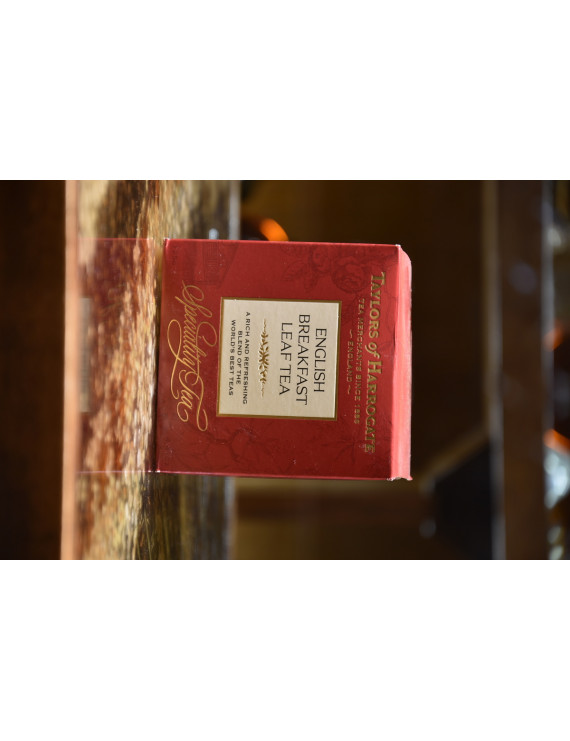 TAYLORS of HARROGATE
TEA MERCHANTS SINCE 1886
ENGLAND
ENGLISH
BREAKFAST
LEAF TEA
A RICH AND REFRESHING
BLEND OF THE
WORLD'S BEST TEAS
Speciality Tea